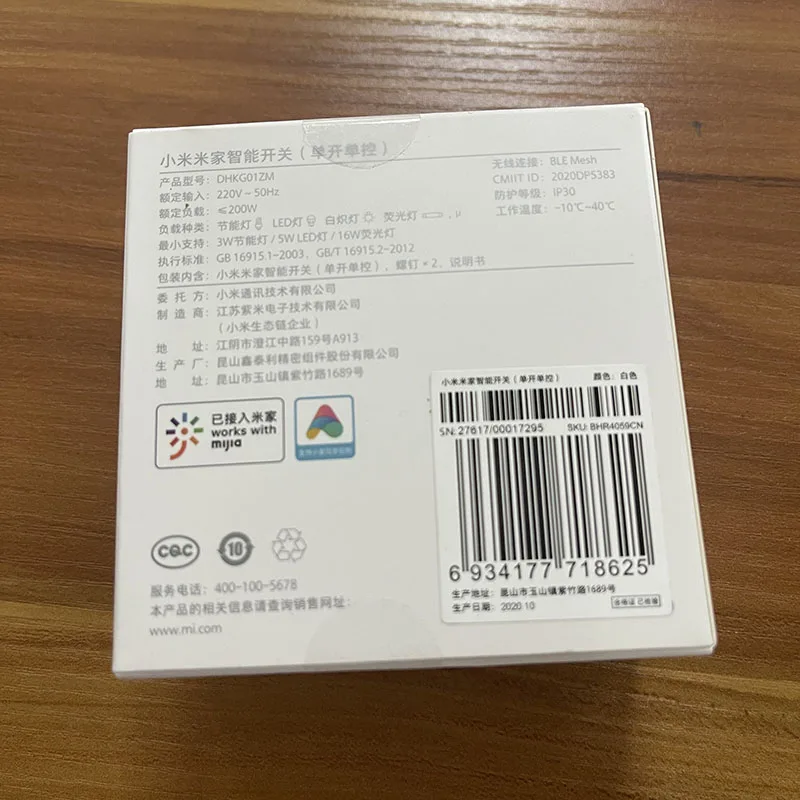 小米米家智能开关（单开单控）
产品型号： DHKG01ZM
额定输入： 220V ~ 50Hz
额定负载： ≤200W
负载种类： 节能灯 LED灯 白炽灯 荧光灯 , μ
最小支持： 3W节能灯 / 5W LED灯 / 16W荧光灯
执行标准： GB 16915.1-2003、GB/T 16915.2-2012
包装内含： 小米米家智能开关（单开单控），螺钉 * 2、说明书
无线连接： BLE Mesh
CMIIT ID： 2020DP5383
防护等级： IP30
工作温度： -10℃~40℃
委 托 方： 小米通讯技术有限公司
制 造 商： 江苏紫米电子技术有限公司
（小米生态链企业）
地 址： 江阴市澄江中路159号A913
生 产 厂： 昆山鑫泰利精密组件股份有限公司
地 址： 昆山市玉山镇紫竹路1689号
已接入米家
works with
mijia
支持小家同学控制
CQC
10
服务电话： 400-100-5678
本产品的相关信息请查询销售网址：
www.mi.com
小米米家智能开关（单开单控） 颜色：白色
SN: 27617/00017295 SKU: BHR4059CN
6 934177 718625
生产地址： 昆山市玉山镇紫竹路1689号
生产日期： 2020 10
合格证 已检验